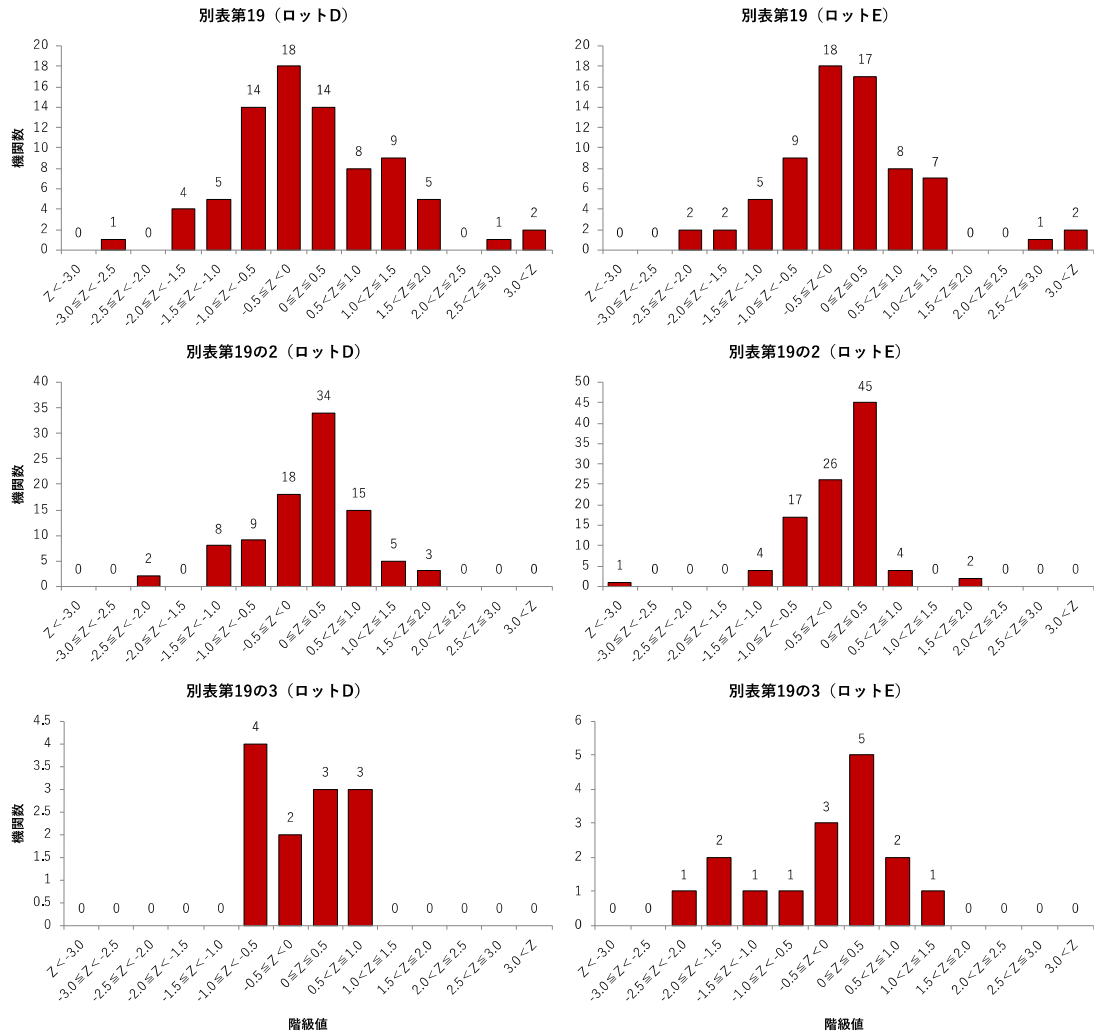 別表第19（ロットD）
機関数
20
18
16
14
12
10
8
6
4
2
0
0 1 0 4 5 14 18 14 8 9 5 0 1 2
Z<-3.0
-3.0≦Z<-2.5
-2.5≦Z<-2.0
-2.0≦Z<-1.5
-1.5≦Z<-1.0
-1.0≦Z<-0.5
-0.5≦Z<0
0≦Z≦0.5
0.5<Z≦1.0
1.0<Z≦1.5
1.5<Z≦2.0
2.0<Z≦2.5
2.5<Z≦3.0
3.0<Z
別表第19（ロットE）
20
18
16
14
12
10
8
6
4
2
0
0 0 2 2 5 9 18 17 8 7 0 0 1 2
Z<-3.0
-3.0≦Z<-2.5
-2.5≦Z<-2.0
-2.0≦Z<-1.5
-1.5≦Z<-1.0
-1.0≦Z<-0.5
-0.5≦Z<0
0≦Z≦0.5
0.5<Z≦1.0
1.0<Z≦1.5
1.5<Z≦2.0
2.0<Z≦2.5
2.5<Z≦3.0
3.0<Z
別表第19の2（ロットD）
機関数
40
35
30
25
20
15
10
5
0
0 0 2 0 8 9 18 34 15 5 3 0 0 0
Z<-3.0
-3.0≦Z<-2.5
-2.5≦Z<-2.0
-2.0≦Z<-1.5
-1.5≦Z<-1.0
-1.0≦Z<-0.5
-0.5≦Z<0
0≦Z≦0.5
0.5<Z≦1.0
1.0<Z≦1.5
1.5<Z≦2.0
2.0<Z≦2.5
2.5<Z≦3.0
3.0<Z
別表第19の2（ロットE）
50
45
40
35
30
25
20
15
10
5
0
1 0 0 0 4 17 26 45 4 0 2 0 0 0
Z<-3.0
-3.0≦Z<-2.5
-2.5≦Z<-2.0
-2.0≦Z<-1.5
-1.5≦Z<-1.0
-1.0≦Z<-0.5
-0.5≦Z<0
0≦Z≦0.5
0.5<Z≦1.0
1.0<Z≦1.5
1.5<Z≦2.0
2.0<Z≦2.5
2.5<Z≦3.0
3.0<Z
別表第19の3（ロットD）
機関数
4.5
4
3.5
3
2.5
2
1.5
1
0.5
0
0 0 0 0 0 4 2 3 3 0 0 0 0 0
Z<-3.0
-3.0≦Z<-2.5
-2.5≦Z<-2.0
-2.0≦Z<-1.5
-1.5≦Z<-1.0
-1.0≦Z<-0.5
-0.5≦Z<0
0≦Z≦0.5
0.5<Z≦1.0
1.0<Z≦1.5
1.5<Z≦2.0
2.0<Z≦2.5
2.5<Z≦3.0
3.0<Z
階級値
別表第19の3（ロットE）
6
5
4
3
2
1
0
0 0 1 2 1 1 3 5 2 1 0 0 0 0
Z<-3.0
-3.0≦Z<-2.5
-2.5≦Z<-2.0
-2.0≦Z<-1.5
-1.5≦Z<-1.0
-1.0≦Z<-0.5
-0.5≦Z<0
0≦Z≦0.5
0.5<Z≦1.0
1.0<Z≦1.5
1.5<Z≦2.0
2.0<Z≦2.5
2.5<Z≦3.0
3.0<Z
階級値